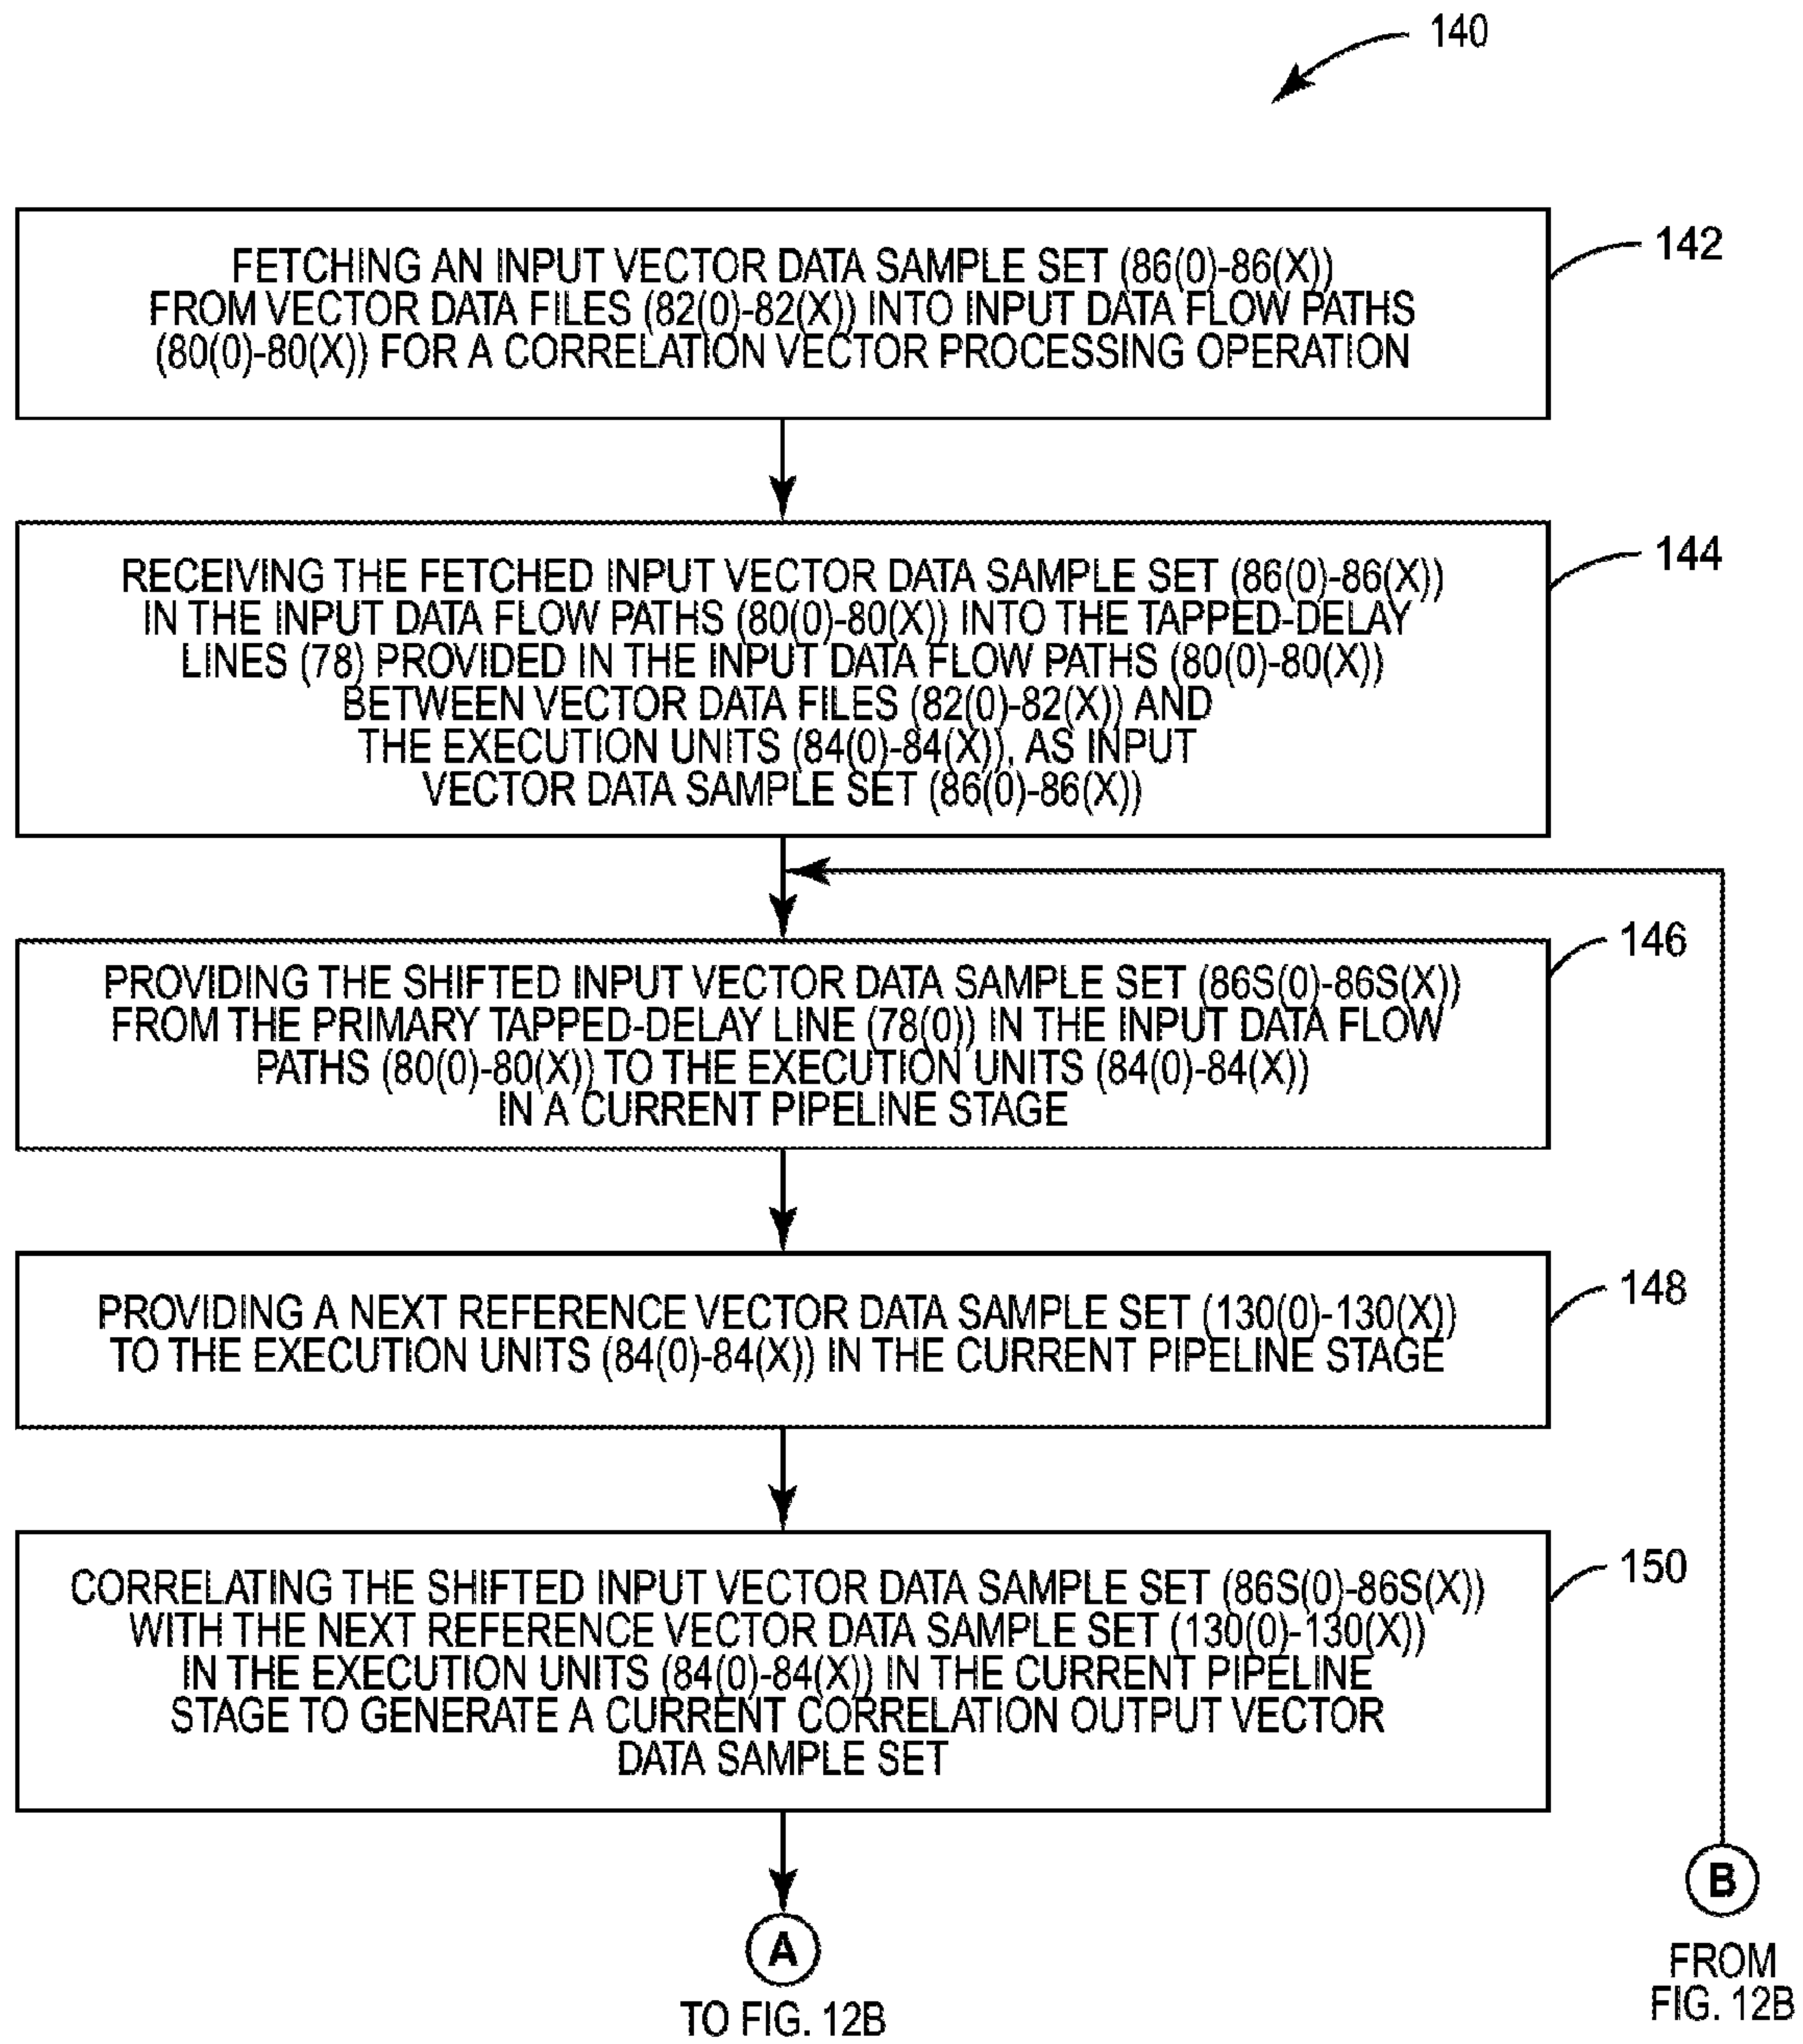 140
FETCHING AN INPUT VECTOR DATA SAMPLE SET (86(0)-86(X))
FROM VECTOR DATA FILES (82(0)-82(X)) INTO INPUT DATA FLOW PATHS
(80(0)-80(X)) FOR A CORRELATION VECTOR PROCESSING OPERATION
142
RECEIVING THE FETCHED INPUT VECTOR DATA SAMPLE SET (86(0)-86(X))
IN THE INPUT DATA FLOW PATHS (80(0)-80(X)) INTO THE TAPPED-DELAY
LINES (78) PROVIDED IN THE INPUT DATA FLOW PATHS (80(0)-80(X))
BETWEEN VECTOR DATA FILES (82(0)-82(X)) AND
THE EXECUTION UNITS (84(0)-84(X)), AS INPUT
VECTOR DATA SAMPLE SET (86(0)-86(X))
144
PROVIDING THE SHIFTED INPUT VECTOR DATA SAMPLE SET (86S(0)-86S(X))
FROM THE PRIMARY TAPPED-DELAY LINE (78(0)) IN THE INPUT DATA FLOW
PATHS (80(0)-80(X)) TO THE EXECUTION UNITS (84(0)-84(X))
IN A CURRENT PIPELINE STAGE
146
PROVIDING A NEXT REFERENCE VECTOR DATA SAMPLE SET (130(0)-130(X))
TO THE EXECUTION UNITS (84(0)-84(X)) IN THE CURRENT PIPELINE STAGE
148
CORRELATING THE SHIFTED INPUT VECTOR DATA SAMPLE SET (86S(0)-86S(X))
WITH THE NEXT REFERENCE VECTOR DATA SAMPLE SET (130(0)-130(X))
IN THE EXECUTION UNITS (84(0)-84(X)) IN THE CURRENT PIPELINE
STAGE TO GENERATE A CURRENT CORRELATION OUTPUT VECTOR
DATA SAMPLE SET
150
A
TO FIG. 12B
B
FROM
FIG. 12B